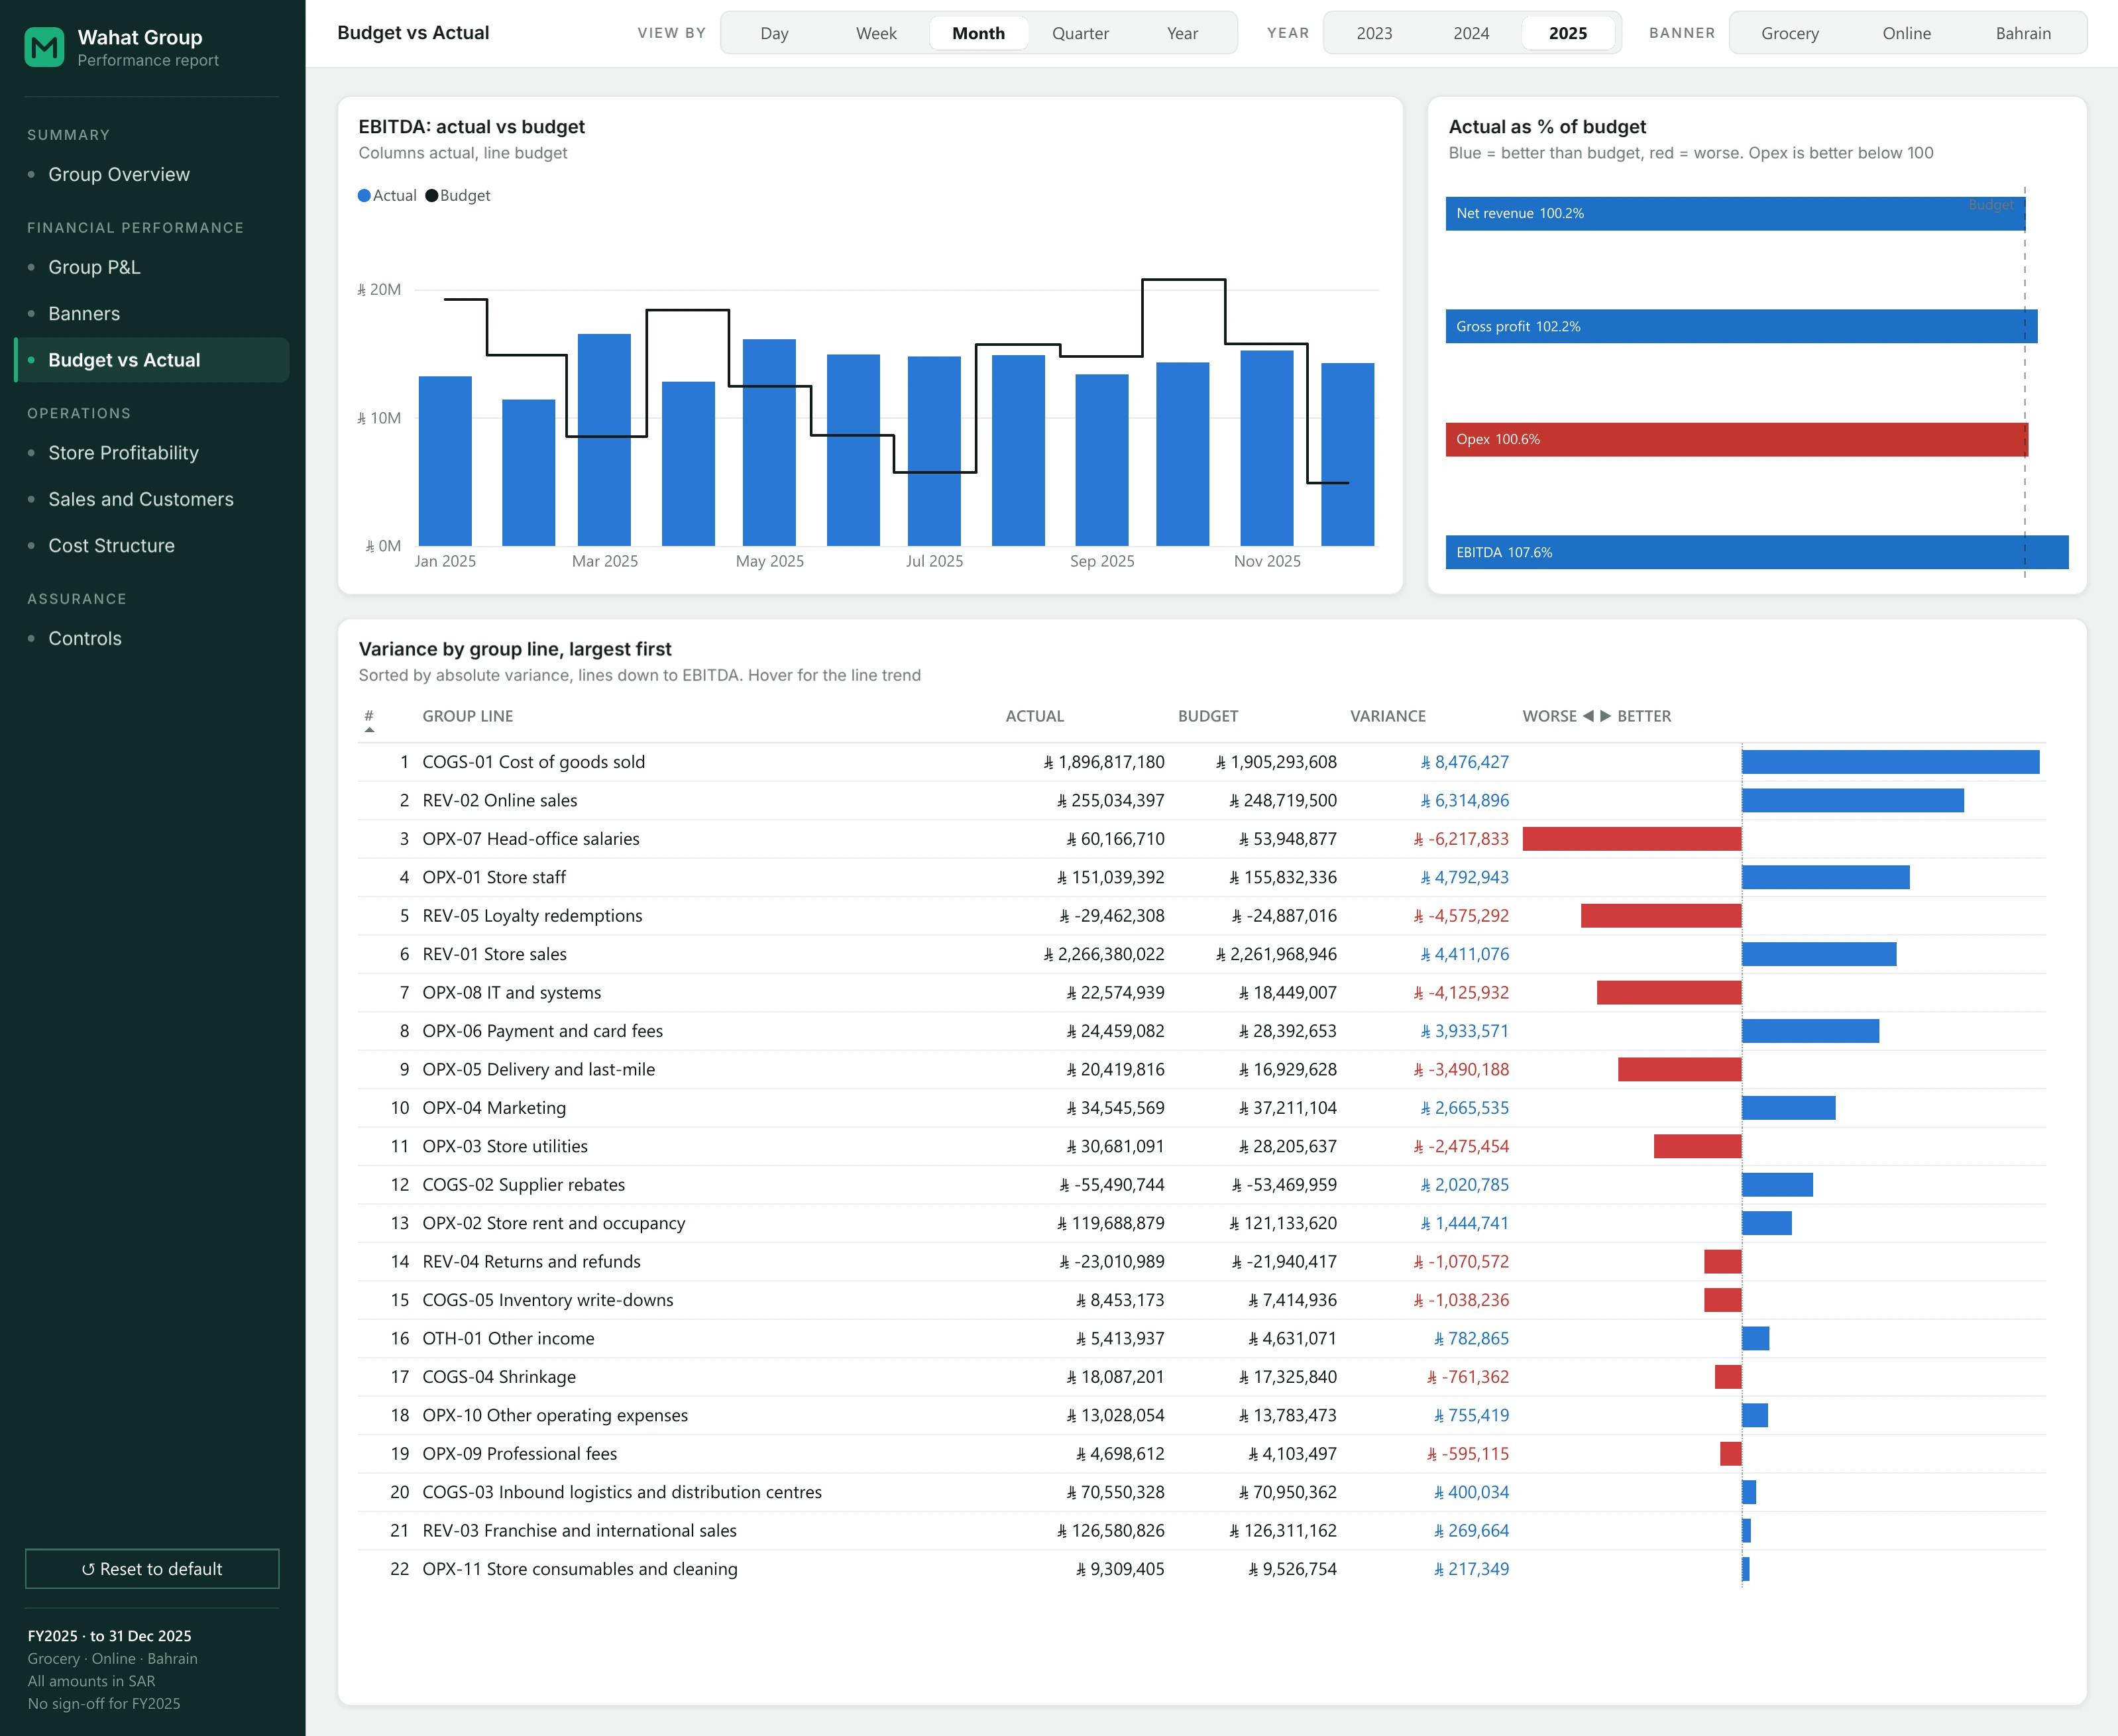 Wahat Group
Performance report
SUMMARY
Group Overview
FINANCIAL PERFORMANCE
Group P&L
Banners
Budget vs Actual
OPERATIONS
Store Profitability
Sales and Customers
Cost Structure
ASSURANCE
Controls
↺ Reset to default
FY2025 · to 31 Dec 2025
Grocery · Online · Bahrain
All amounts in SAR
No sign-off for FY2025
Budget vs Actual VIEW BY Day Week Month Quarter Year YEAR 2023 2024 2025 BANNER Grocery Online Bahrain
EBITDA: actual vs budget
Columns actual, line budget
Actual Budget
⃁ 20M
⃁ 10M
⃁ 0M
Jan 2025 Mar 2025 May 2025 Jul 2025 Sep 2025 Nov 2025
Actual as % of budget
Blue = better than budget, red = worse. Opex is better below 100
Budget
Net revenue 100.2%
Gross profit 102.2%
Opex 100.6%
EBITDA 107.6%
Variance by group line, largest first
Sorted by absolute variance, lines down to EBITDA. Hover for the line trend
# GROUP LINE ACTUAL BUDGET VARIANCE WORSE ◀ ▶ BETTER
1 COGS-01 Cost of goods sold ⃁ 1,896,817,180 ⃁ 1,905,293,608 ⃁ 8,476,427
2 REV-02 Online sales ⃁ 255,034,397 ⃁ 248,719,500 ⃁ 6,314,896
3 OPX-07 Head-office salaries ⃁ 60,166,710 ⃁ 53,948,877 ⃁ -6,217,833
4 OPX-01 Store staff ⃁ 151,039,392 ⃁ 155,832,336 ⃁ 4,792,943
5 REV-05 Loyalty redemptions ⃁ -29,462,308 ⃁ -24,887,016 ⃁ -4,575,292
6 REV-01 Store sales ⃁ 2,266,380,022 ⃁ 2,261,968,946 ⃁ 4,411,076
7 OPX-08 IT and systems ⃁ 22,574,939 ⃁ 18,449,007 ⃁ -4,125,932
8 OPX-06 Payment and card fees ⃁ 24,459,082 ⃁ 28,392,653 ⃁ 3,933,571
9 OPX-05 Delivery and last-mile ⃁ 20,419,816 ⃁ 16,929,628 ⃁ -3,490,188
10 OPX-04 Marketing ⃁ 34,545,569 ⃁ 37,211,104 ⃁ 2,665,535
11 OPX-03 Store utilities ⃁ 30,681,091 ⃁ 28,205,637 ⃁ -2,475,454
12 COGS-02 Supplier rebates ⃁ -55,490,744 ⃁ -53,469,959 ⃁ 2,020,785
13 OPX-02 Store rent and occupancy ⃁ 119,688,879 ⃁ 121,133,620 ⃁ 1,444,741
14 REV-04 Returns and refunds ⃁ -23,010,989 ⃁ -21,940,417 ⃁ -1,070,572
15 COGS-05 Inventory write-downs ⃁ 8,453,173 ⃁ 7,414,936 ⃁ -1,038,236
16 OTH-01 Other income ⃁ 5,413,937 ⃁ 4,631,071 ⃁ 782,865
17 COGS-04 Shrinkage ⃁ 18,087,201 ⃁ 17,325,840 ⃁ -761,362
18 OPX-10 Other operating expenses ⃁ 13,028,054 ⃁ 13,783,473 ⃁ 755,419
19 OPX-09 Professional fees ⃁ 4,698,612 ⃁ 4,103,497 ⃁ -595,115
20 COGS-03 Inbound logistics and distribution centres ⃁ 70,550,328 ⃁ 70,950,362 ⃁ 400,034
21 REV-03 Franchise and international sales ⃁ 126,580,826 ⃁ 126,311,162 ⃁ 269,664
22 OPX-11 Store consumables and cleaning ⃁ 9,309,405 ⃁ 9,526,754 ⃁ 217,349